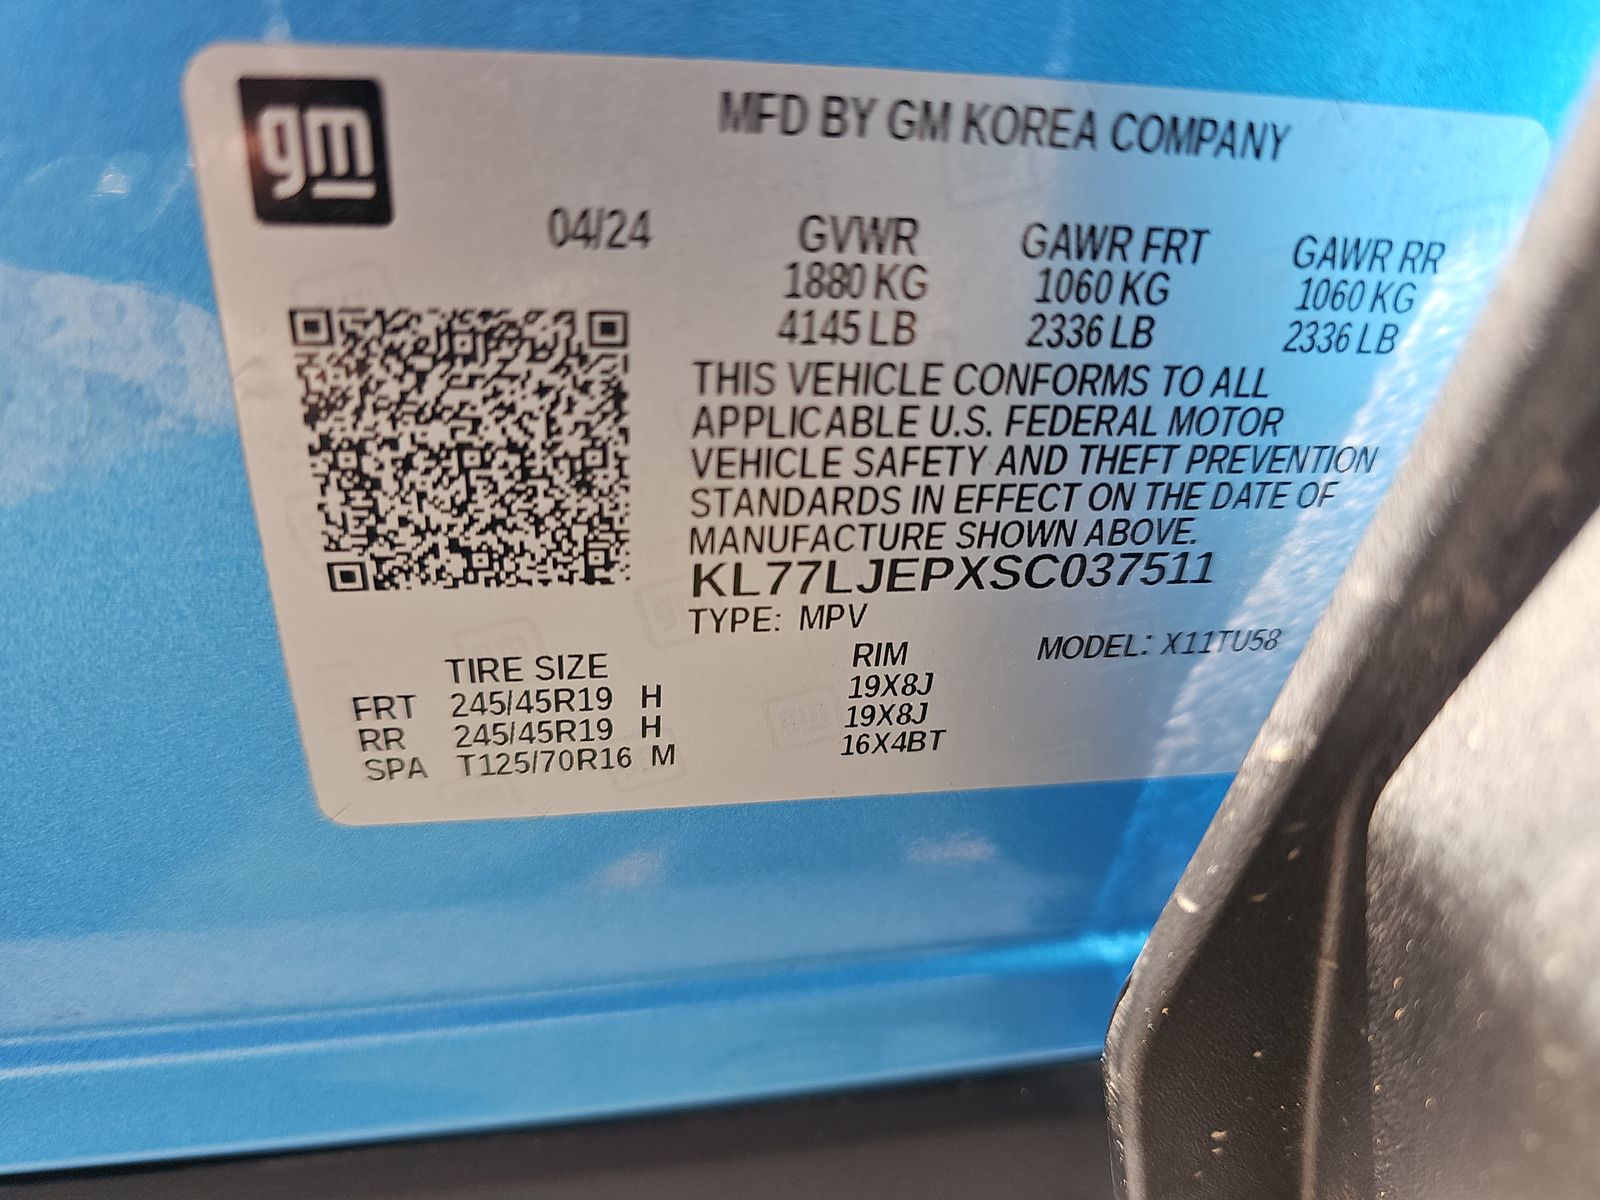 gm
MFD BY GM KOREA COMPANY
04/24 GVWR GAWR FRT GAWR RR
1880 KG 1060 KG 1060 KG
4145 LB 2336 LB 2336 LB
THIS VEHICLE CONFORMS TO ALL
APPLICABLE U.S. FEDERAL MOTOR
VEHICLE SAFETY AND THEFT PREVENTION
STANDARDS IN EFFECT ON THE DATE OF
MANUFACTURE SHOWN ABOVE.
KL77LJEPXSC037511
TYPE: MPV MODEL: X11TU58
TIRE SIZE RIM
FRT 245/45R19 H 19X8J
RR 245/45R19 H 19X8J
SPA T125/70R16 M 16X4BT